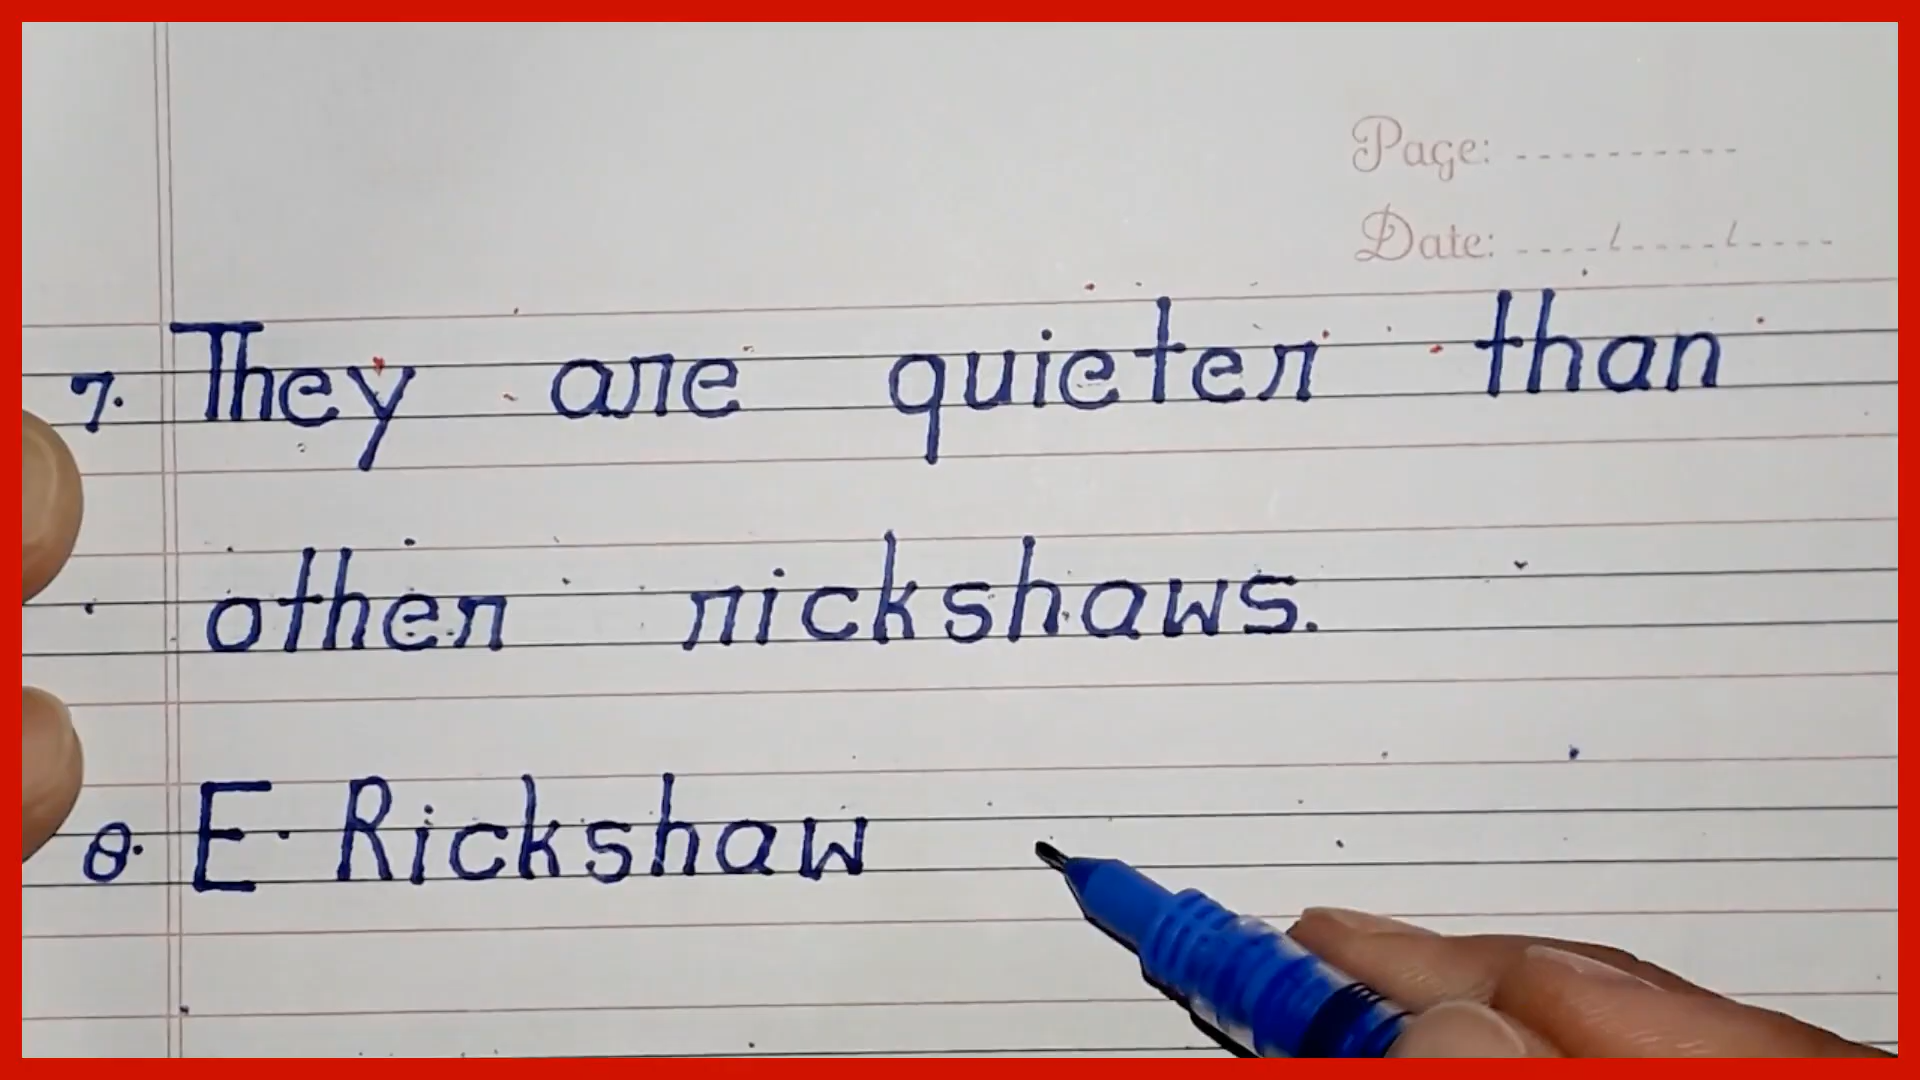 Page: ----------
Date: ----/----/----
7. They are quieter than
other rickshaws.
8. E-Rickshaw